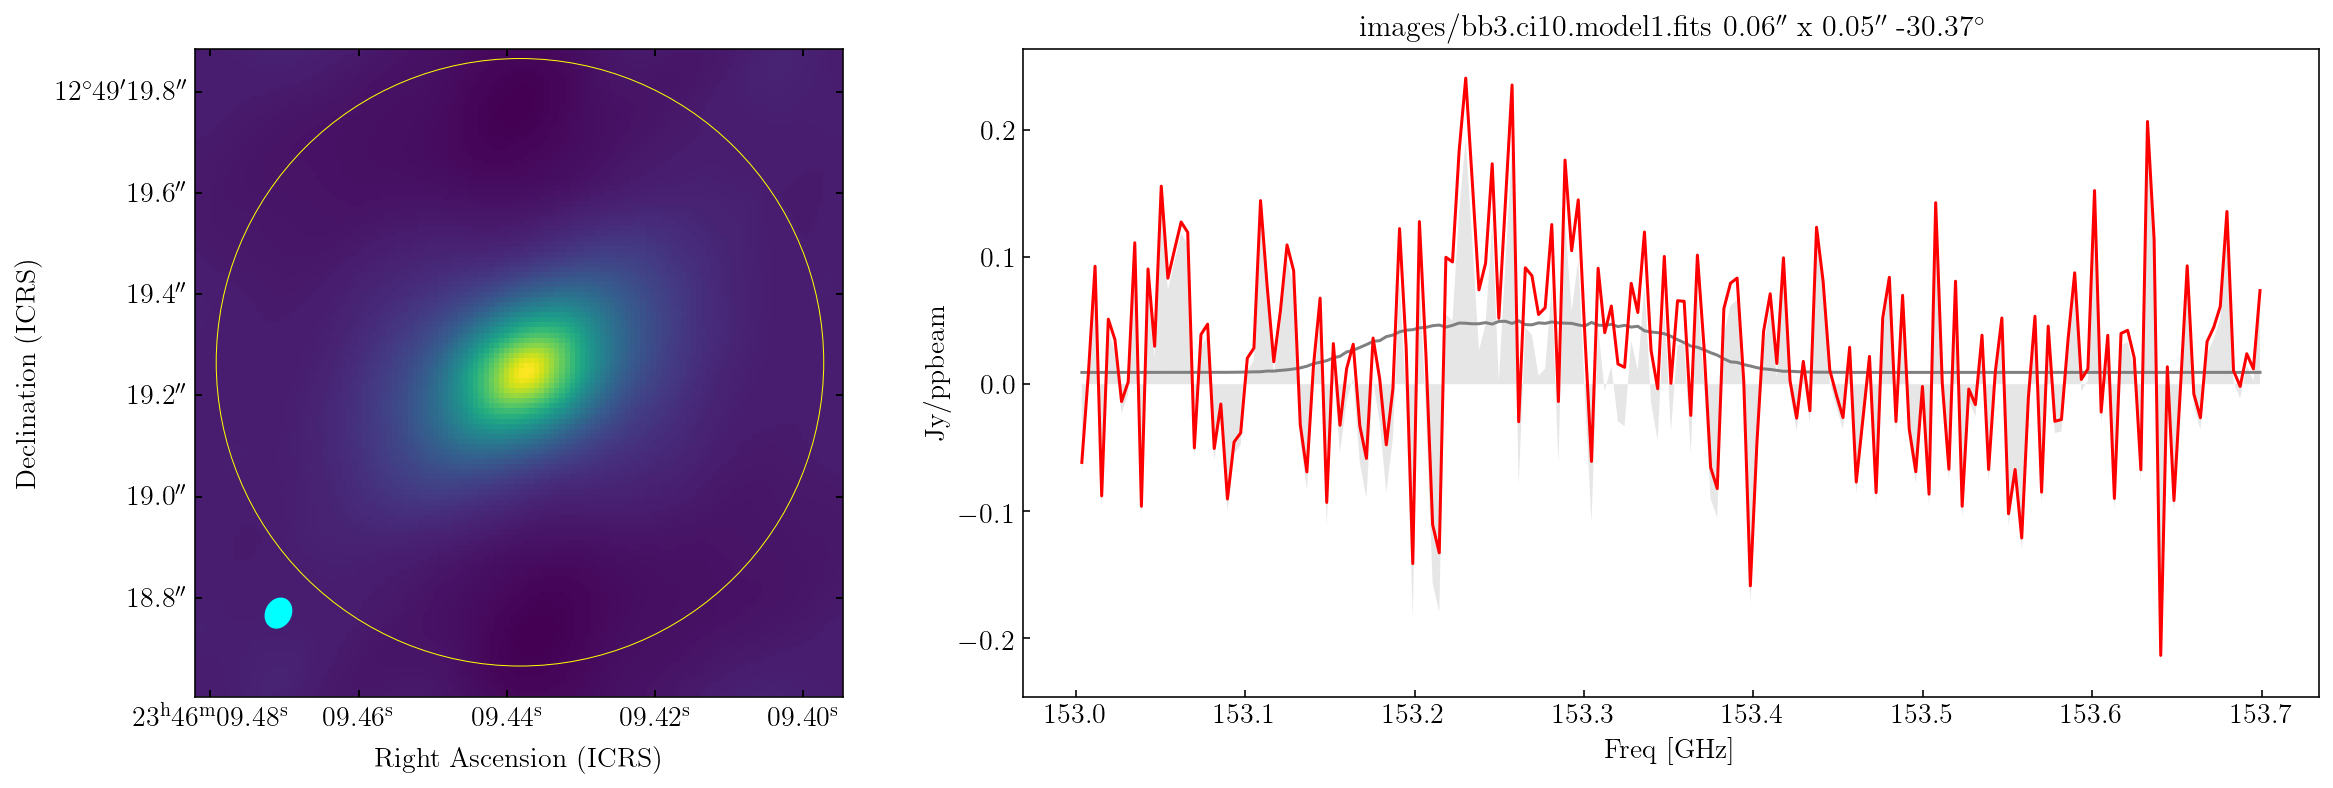 images/bb3.ci10.model1.fits 0.06″ x 0.05″ -30.37°
12°49′19.8″
19.6″
19.4″
19.2″
19.0″
18.8″
Declination (ICRS)
23ʰ46ᵐ09.48ˢ 09.46ˢ 09.44ˢ 09.42ˢ 09.40ˢ
Right Ascension (ICRS)
0.2
0.1
0.0
−0.1
−0.2
Jy/ppbeam
153.0 153.1 153.2 153.3 153.4 153.5 153.6 153.7
Freq [GHz]